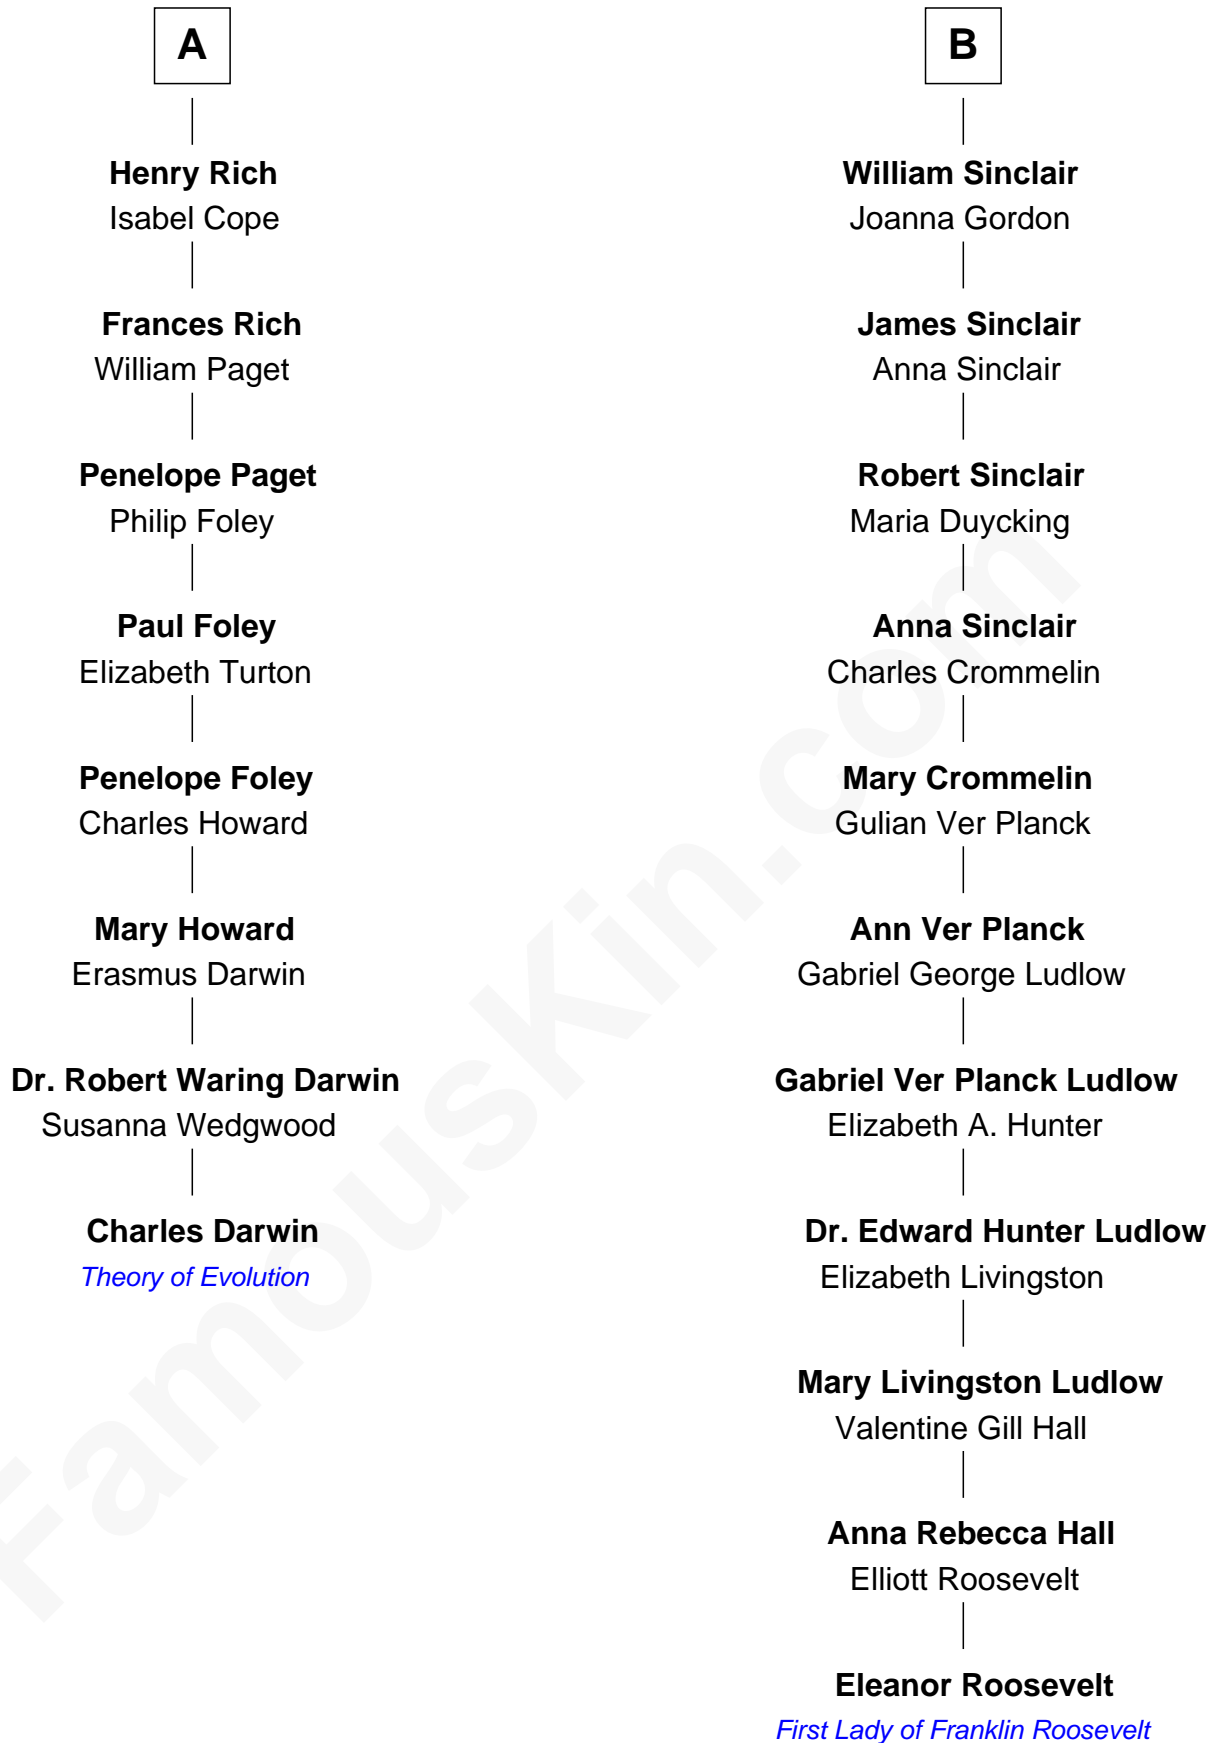 A
Henry Rich
Isabel Cope
Frances Rich
William Paget
Penelope Paget
Philip Foley
Paul Foley
Elizabeth Turton
Penelope Foley
Charles Howard
Mary Howard
Erasmus Darwin
Dr. Robert Waring Darwin
Susanna Wedgwood
Charles Darwin
Theory of Evolution
B
William Sinclair
Joanna Gordon
James Sinclair
Anna Sinclair
Robert Sinclair
Maria Duycking
Anna Sinclair
Charles Crommelin
Mary Crommelin
Gulian Ver Planck
Ann Ver Planck
Gabriel George Ludlow
Gabriel Ver Planck Ludlow
Elizabeth A. Hunter
Dr. Edward Hunter Ludlow
Elizabeth Livingston
Mary Livingston Ludlow
Valentine Gill Hall
Anna Rebecca Hall
Elliott Roosevelt
Eleanor Roosevelt
First Lady of Franklin Roosevelt
FamousKin.com